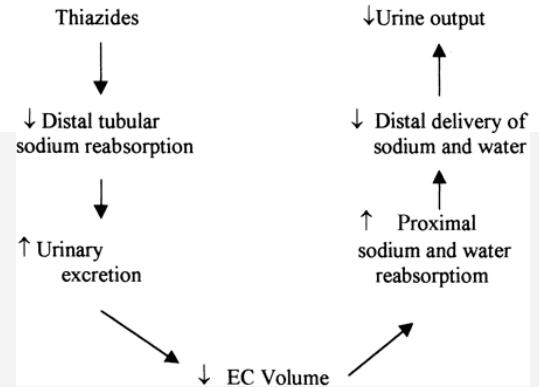 Thiazides
↓ Distal tubular
sodium reabsorption
↑ Urinary
excretion
↓ EC Volume
↑ Proximal
sodium and water
reabsorptiom
↓ Distal delivery of
sodium and water
↓Urine output